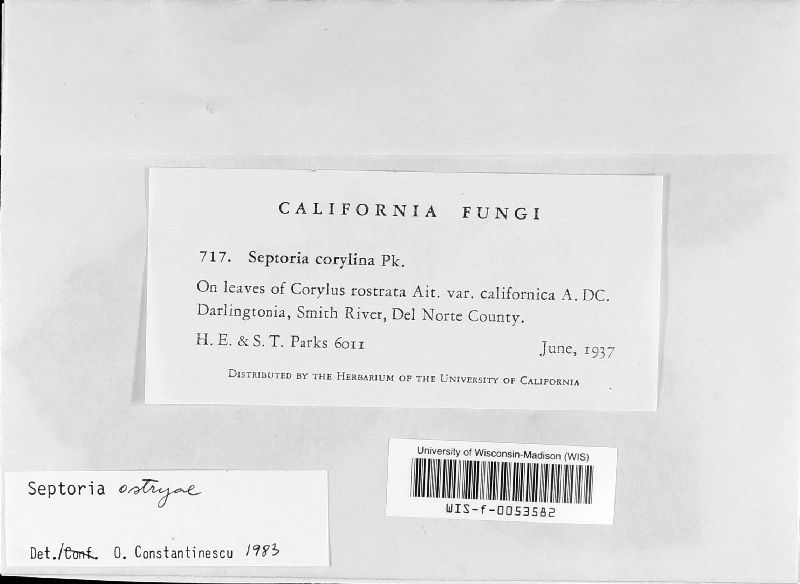 CALIFORNIA FUNGI
717. Septoria corylina Pk.
On leaves of Corylus rostrata Ait. var. californica A. DC.
Darlingtonia, Smith River, Del Norte County.
H. E. & S. T. Parks 6011 June, 1937
DISTRIBUTED BY THE HERBARIUM OF THE UNIVERSITY OF CALIFORNIA
University of Wisconsin-Madison (WIS)
WIS-f-0053582
Septoria ostryae
Det./Conf. O. Constantinescu 1983